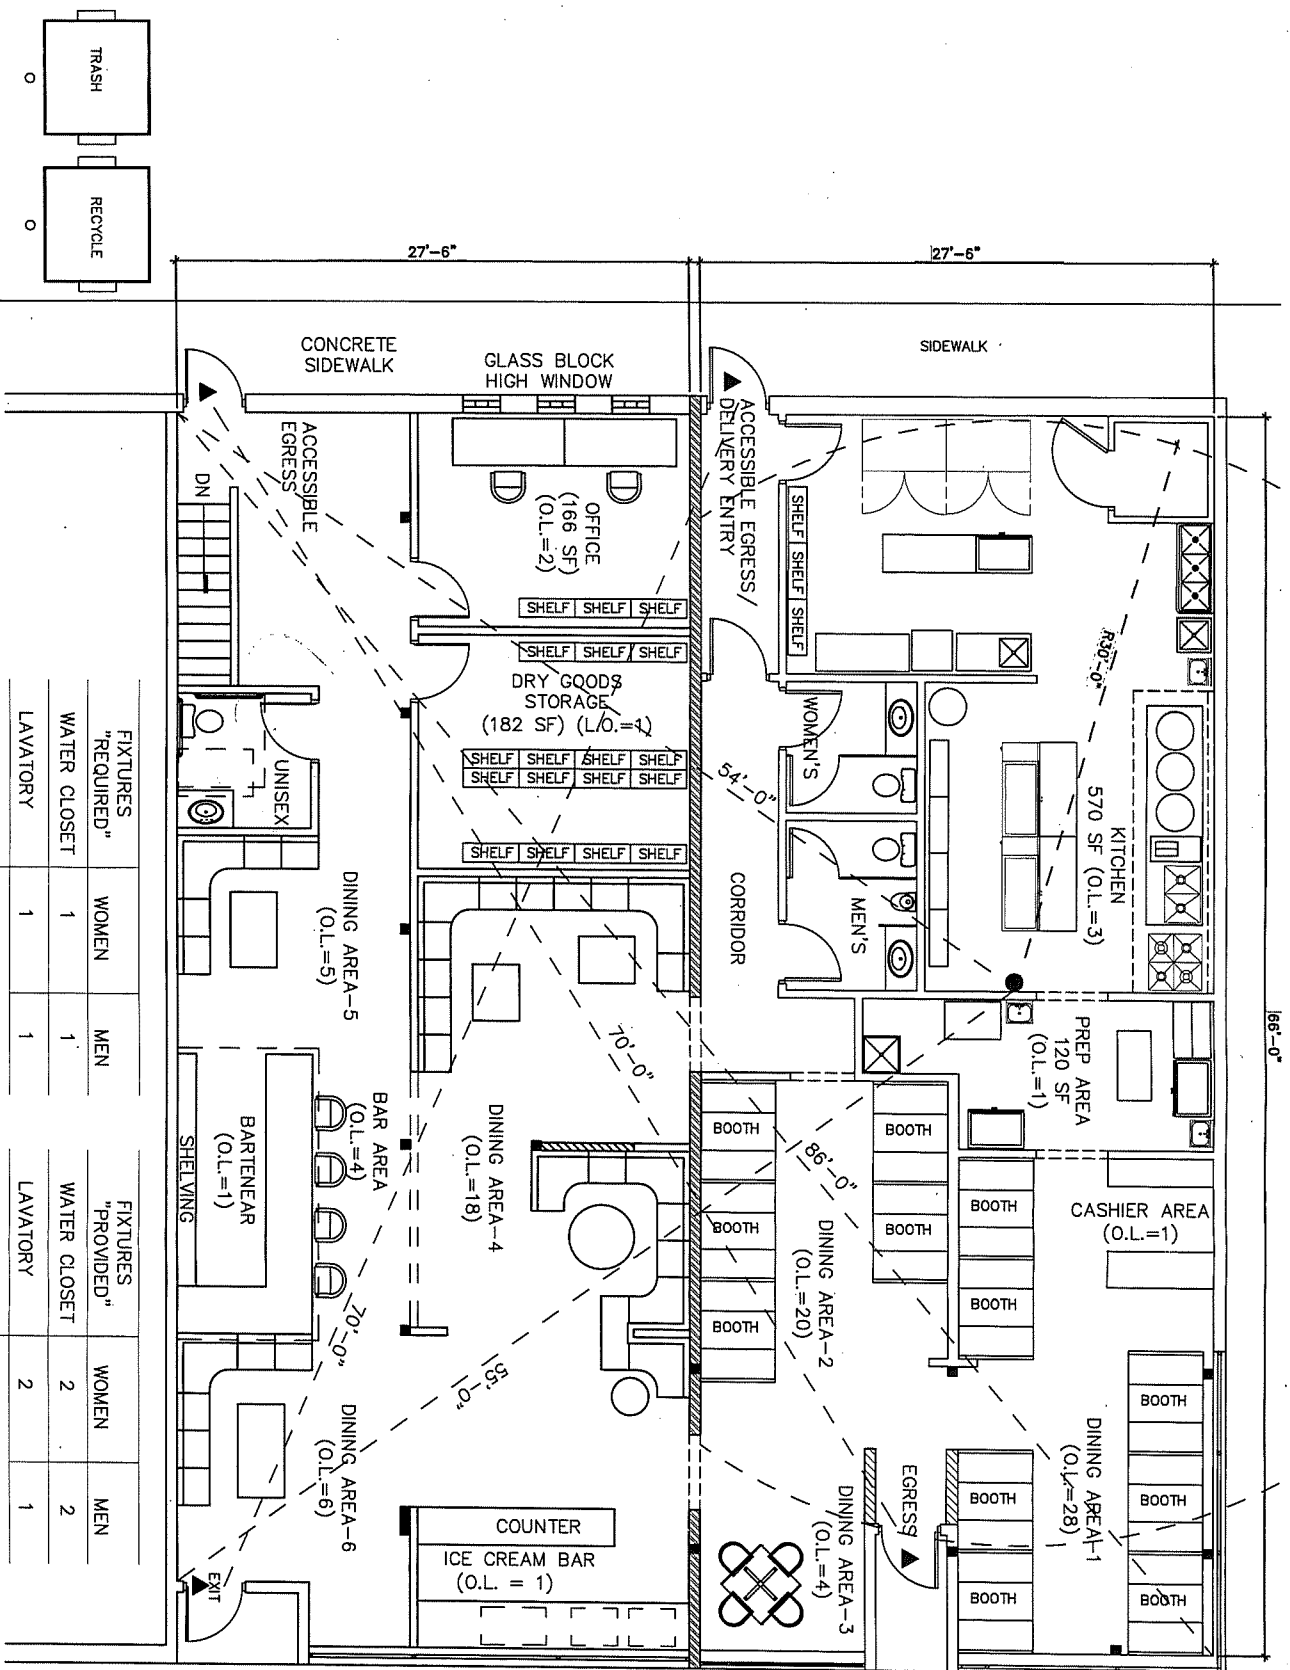 TRASH
RECYCLE
27'-6"
27'-6"
CONCRETE
SIDEWALK
GLASS BLOCK
HIGH WINDOW
SIDEWALK
ACCESSIBLE
EGRESS
DN
OFFICE
(166 SF)
(O.L.=2)
ACCESSIBLE EGRESS/
DELIVERY ENTRY
SHELF SHELF SHELF
SHELF SHELF SHELF
SHELF SHELF SHELF
DRY GOODS
STORAGE
(182 SF) (L/O.=1)
SHELF SHELF SHELF SHELF
SHELF SHELF SHELF SHELF
SHELF SHELF SHELF SHELF
R30'-0"
WOMEN'S
54'-0"
MEN'S
CORRIDOR
KITCHEN
570 SF (O.L.=3)
66'-0"
UNISEX
DINING AREA-5
(O.L.=5)
70'-0"
PREP AREA
120 SF
(O.L.=1)
BAR AREA
(O.L.=4)
BARTENEAR
(O.L.=1)
SHELVING
DINING AREA-4
(O.L.=18)
BOOTH
BOOTH
BOOTH
BOOTH
BOOTH
86'-0"
DINING AREA-2
(O.L.=20)
BOOTH
BOOTH
CASHIER AREA
(O.L.=1)
70'-0"
55'-0"
DINING AREA-6
(O.L.=6)
BOOTH
BOOTH
BOOTH
BOOTH
BOOTH
DINING AREA-1
(O.L.=28)
EGRESS
DINING AREA-3
(O.L.=4)
COUNTER
ICE CREAM BAR
(O.L. = 1)
EXIT
FIXTURES "REQUIRED" WOMEN MEN
WATER CLOSET 1 1
LAVATORY 1 1
FIXTURES "PROVIDED" WOMEN MEN
WATER CLOSET 2 2
LAVATORY 2 1